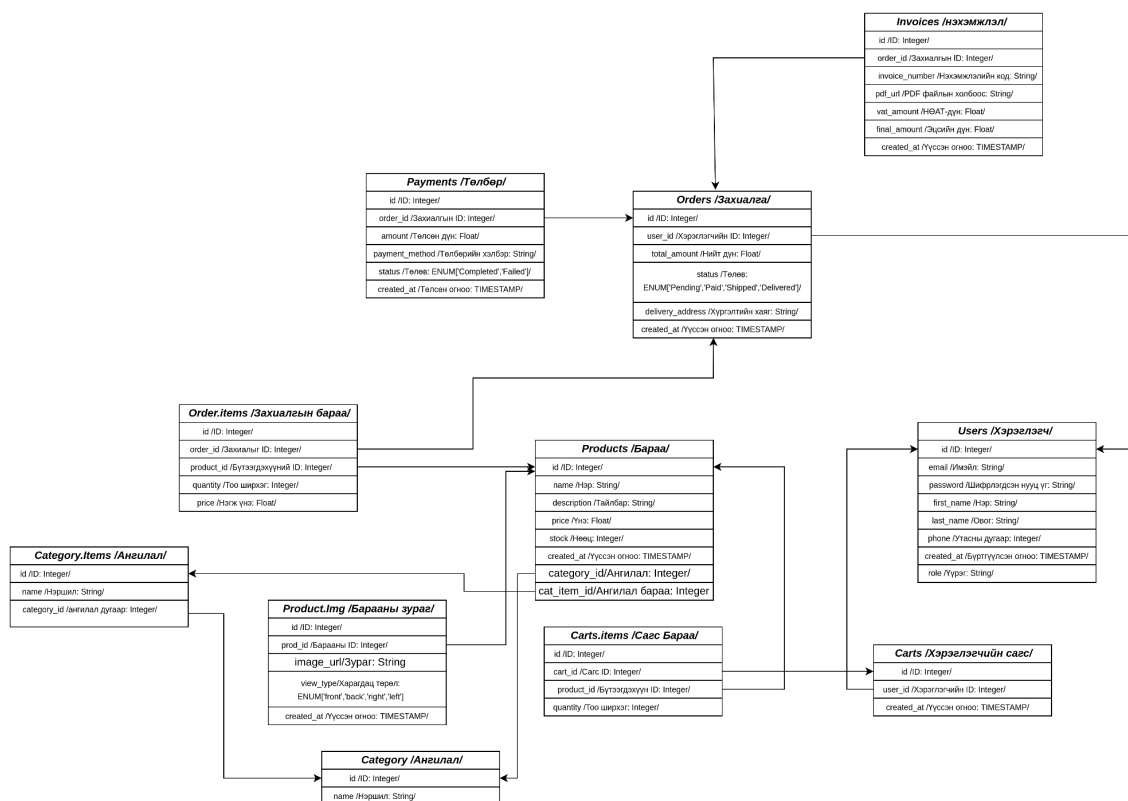 Invoices /нэхэмжлэл/
id /ID: Integer/
order_id /Захиалгын ID: Integer/
invoice_number /Нэхэмжлэлийн код: String/
pdf_url /PDF файлын холбоос: String/
vat_amount /НӨАТ-дүн: Float/
final_amount /Эцсийн дүн: Float/
created_at /Үүссэн огноо: TIMESTAMP/
Payments /Төлбөр/
id /ID: Integer/
order_id /Захиалгын ID: Integer/
amount /Төлсөн дүн: Float/
payment_method /Төлбөрийн хэлбэр: String/
status /Төлөв: ENUM['Completed','Failed']/
created_at /Төлсөн огноо: TIMESTAMP/
Orders /Захиалга/
id /ID: Integer/
user_id /Хэрэглэгчийн ID: Integer/
total_amount /Нийт дүн: Float/
status /Төлөв:
ENUM['Pending','Paid','Shipped','Delivered']/
delivery_address /Хүргэлтийн хаяг: String/
created_at /Үүссэн огноо: TIMESTAMP/
Order.items /Захиалгын бараа/
id /ID: Integer/
order_id /Захиалыг ID: Integer/
product_id /Бүтээгдэхүүний ID: Integer/
quantity /Тоо ширхэг: Integer/
price /Нэгж үнэ: Float/
Products /Бараа/
id /ID: Integer/
name /Нэр: String/
description /Тайлбар: String/
price /Үнэ: Float/
stock /Нөөц: Integer/
created_at /Үүссэн огноо: TIMESTAMP/
category_id/Ангилал: Integer/
cat_item_id/Ангилал бараа: Integer
Users /Хэрэглэгч/
id /ID: Integer/
email /Имэйл: String/
password /Шифрлэгдсэн нууц үг: String/
first_name /Нэр: String/
last_name /Овог: String/
phone /Утасны дугаар: Integer/
created_at /Бүртгүүлсэн огноо: TIMESTAMP/
role /Үүрэг: String/
Category.Items /Ангилал/
id /ID: Integer/
name /Нэршил: String/
category_id /ангилал дугаар: Integer/
Product.Img /Барааны зураг/
id /ID: Integer/
prod_id /Барааны ID: Integer/
image_url/Зураг: String
view_type/Харагдац төрөл:
ENUM['front','back','right','left']
created_at /Үүссэн огноо: TIMESTAMP/
Carts.items /Сагс Бараа/
id /ID: Integer/
cart_id /Сагс ID: Integer/
product_id /Бүтээгдэхүүн ID: Integer/
quantity /Тоо ширхэг: Integer/
Carts /Хэрэглэгчийн сагс/
id /ID: Integer/
user_id /Хэрэглэгчийн ID: Integer/
created_at /Үүссэн огноо: TIMESTAMP/
Category /Ангилал/
id /ID: Integer/
name /Нэршил: String/